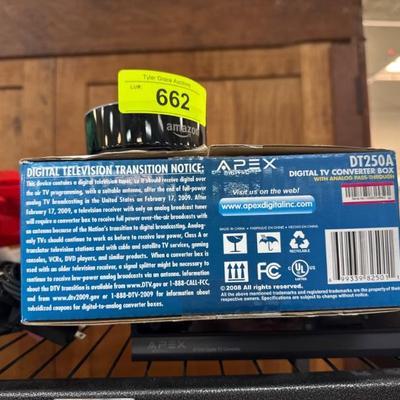 Tyler Grace Auctions
Lot#:
662
amazon
DIGITAL TELEVISION TRANSITION NOTICE:
This device contains a digital television tuner, so it should receive digital over
the air TV programming, with a suitable antenna, after the end of full-power
analog TV broadcasting in the United States on February 17, 2009. After
February 17, 2009, a television receiver with only an analog broadcast tuner
will require a converter box to receive full power over-the-air broadcasts with
an antenna because of the Nation's transition to digital broadcasting. Analog-
only TVs should continue to work as before to receive low power, Class A or
translator television stations and with cable and satellite TV services, gaming
consoles, VCRs, DVD players, and similar products. When a converter box is
used with an older television receiver, a signal splitter may be necessary to
continue to receive low-power analog broadcasts via an antenna. Information about
the DTV transition is available from www.DTV.gov or 1-888-CALL-FCC,
and from www.dtv2009.gov or 1-888-DTV-2009 for information about
subsidized coupons for digital-to-analog converter boxes.
APEX
DIGITAL
Visit us on the web!
www.apexdigitalinc.com
DT250A
DIGITAL TV CONVERTER BOX
WITH ANALOG PASS-THROUGH
RECYCLABLE
FC
UL
©2008 All rights reserved
99339 82501
APEX